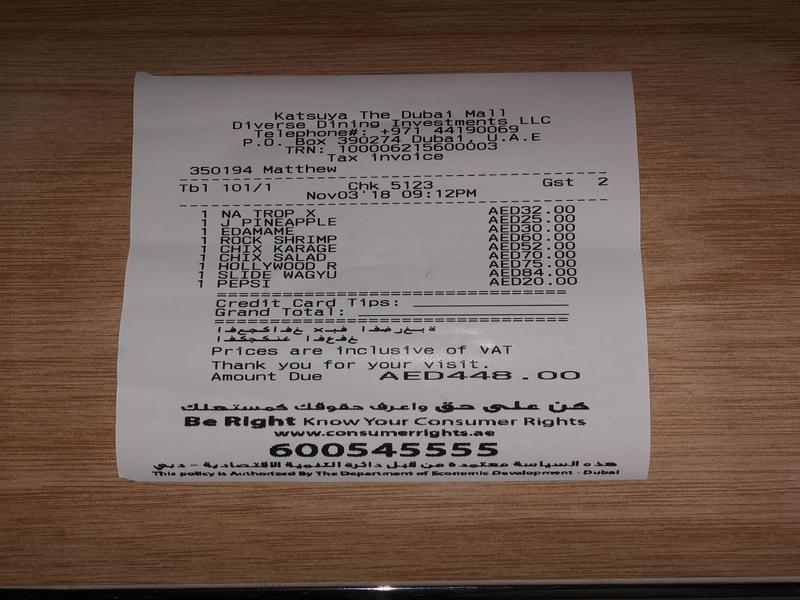 Katsuya The Dubai Mall
Diverse Dining Investments LLC
Telephone#: +971 44190069
P.O. Box 390274 Dubai, U.A.E
TRN: 100006215600003
Tax invoice
350194 Matthew
Tbl 101/1 Chk 5123 Gst 2
Nov03'18 09:12PM
1 NA TROP X AED32.00
1 J PINEAPPLE AED25.00
1 EDAMAME AED30.00
1 ROCK SHRIMP AED60.00
1 CHIX KARAGE AED52.00
1 CHIX SALAD AED70.00
1 HOLLYWOOD R AED75.00
1 SLIDE WAGYU AED84.00
1 PEPSI AED20.00
Credit Card Tips:
Grand Total:
Prices are inclusive of VAT
Thank you for your visit.
Amount Due AED448.00
كن على حق واعرف حقوقك كمستهلك
Be Right Know Your Consumer Rights
www.consumerrights.ae
600545555
هذه السياسة معتمدة من قبل دائرة التنمية الاقتصادية - دبي
This policy is Authorized By The Department of Economic Development - Dubai